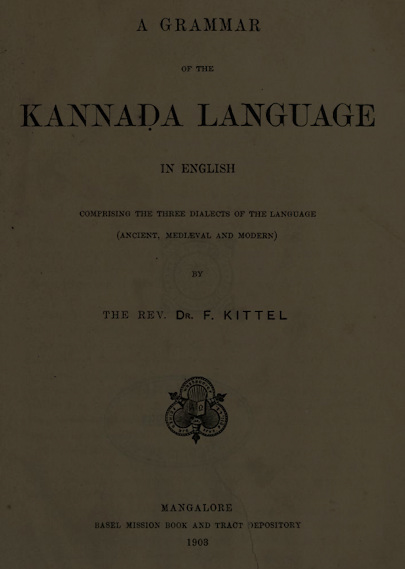 A GRAMMAR
OF THE
KANNAḌA LANGUAGE
IN ENGLISH
COMPRISING THE THREE DIALECTS OF THE LANGUAGE
(ANCIENT, MEDIÆVAL AND MODERN)
BY
THE REV. DR. F. KITTEL
MANGALORE
BASEL MISSION BOOK AND TRACT DEPOSITORY
1903